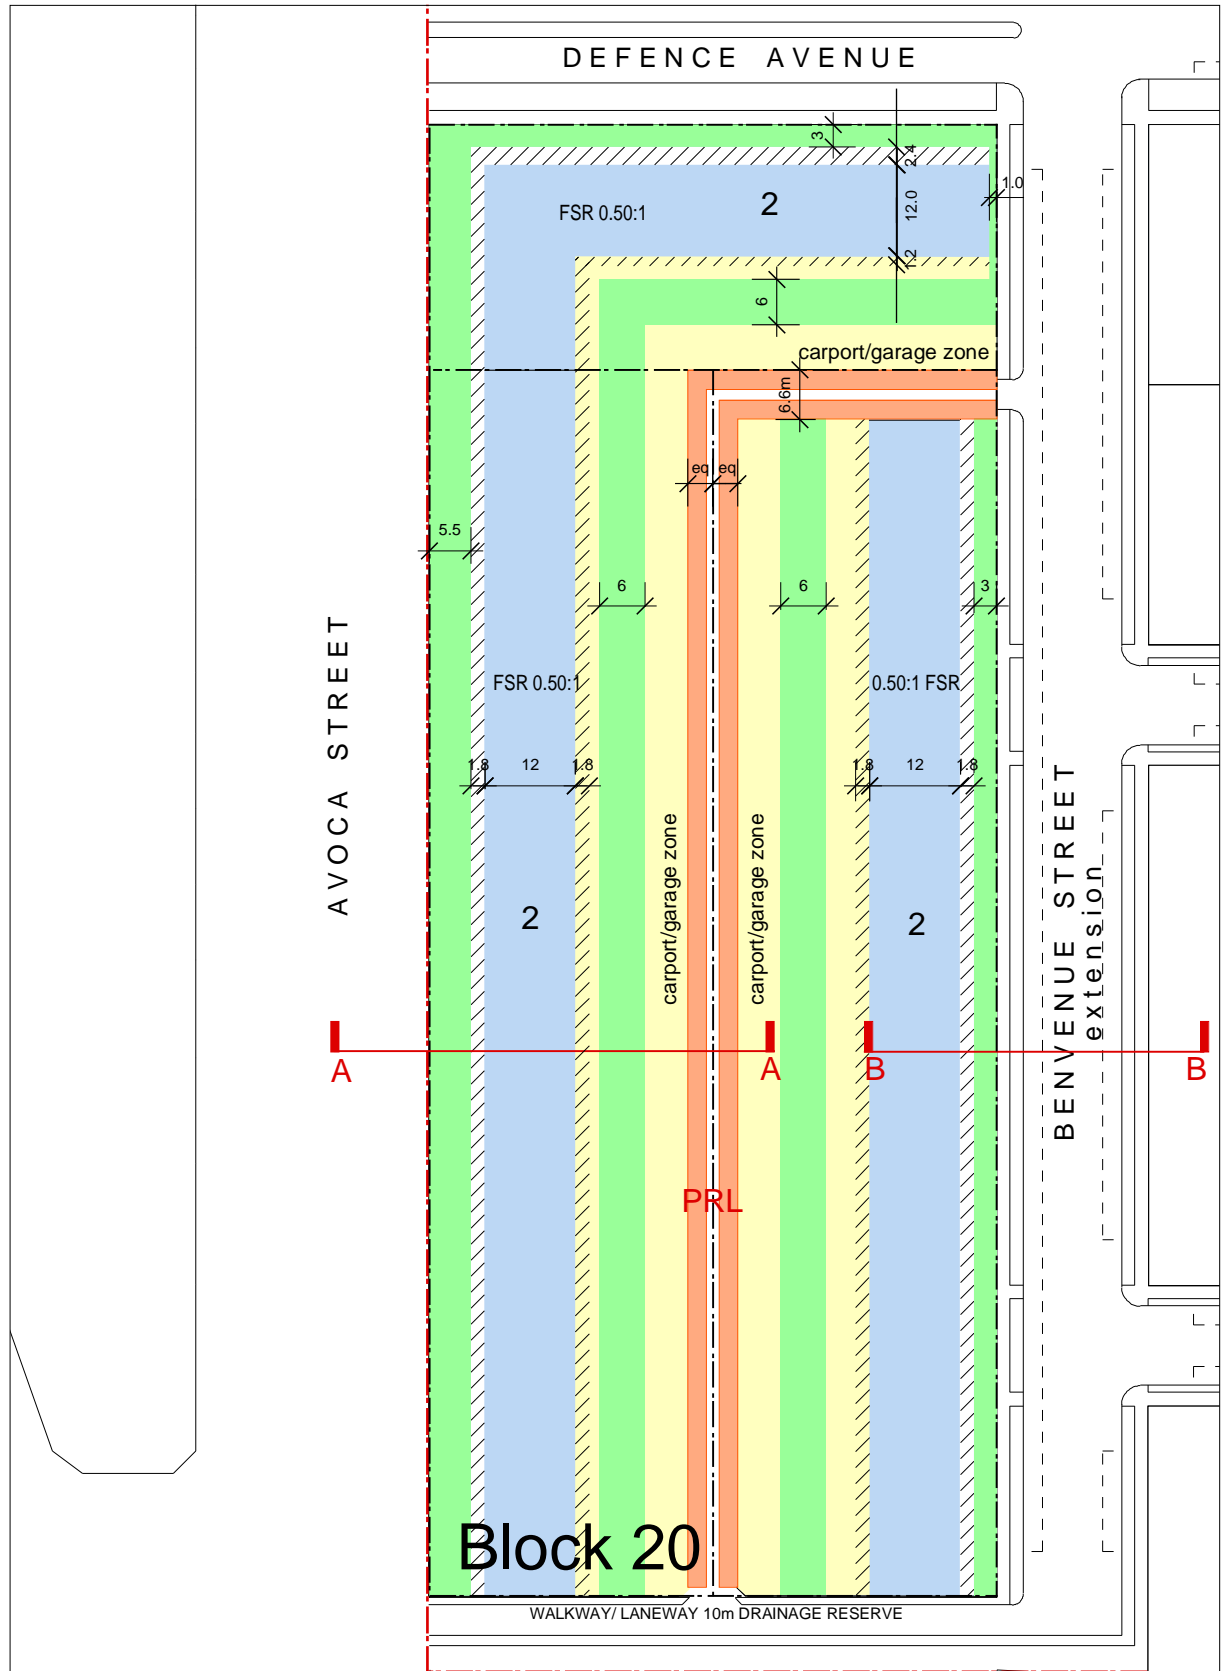 DEFENCE AVENUE
3
2.4
1.0
12.0
2
FSR 0.50:1
1.2
6
carport/garage zone
6.6m
eq
eq
5.5
6
6
3
AVOCA STREET
FSR 0.50:1
0.50:1 FSR
1.8
12
1.8
1.8
12
1.8
carport/garage zone
carport/garage zone
BENVENUE STREET
extension
2
2
A
A
B
B
PRL
Block 20
WALKWAY/ LANEWAY 10m DRAINAGE RESERVE